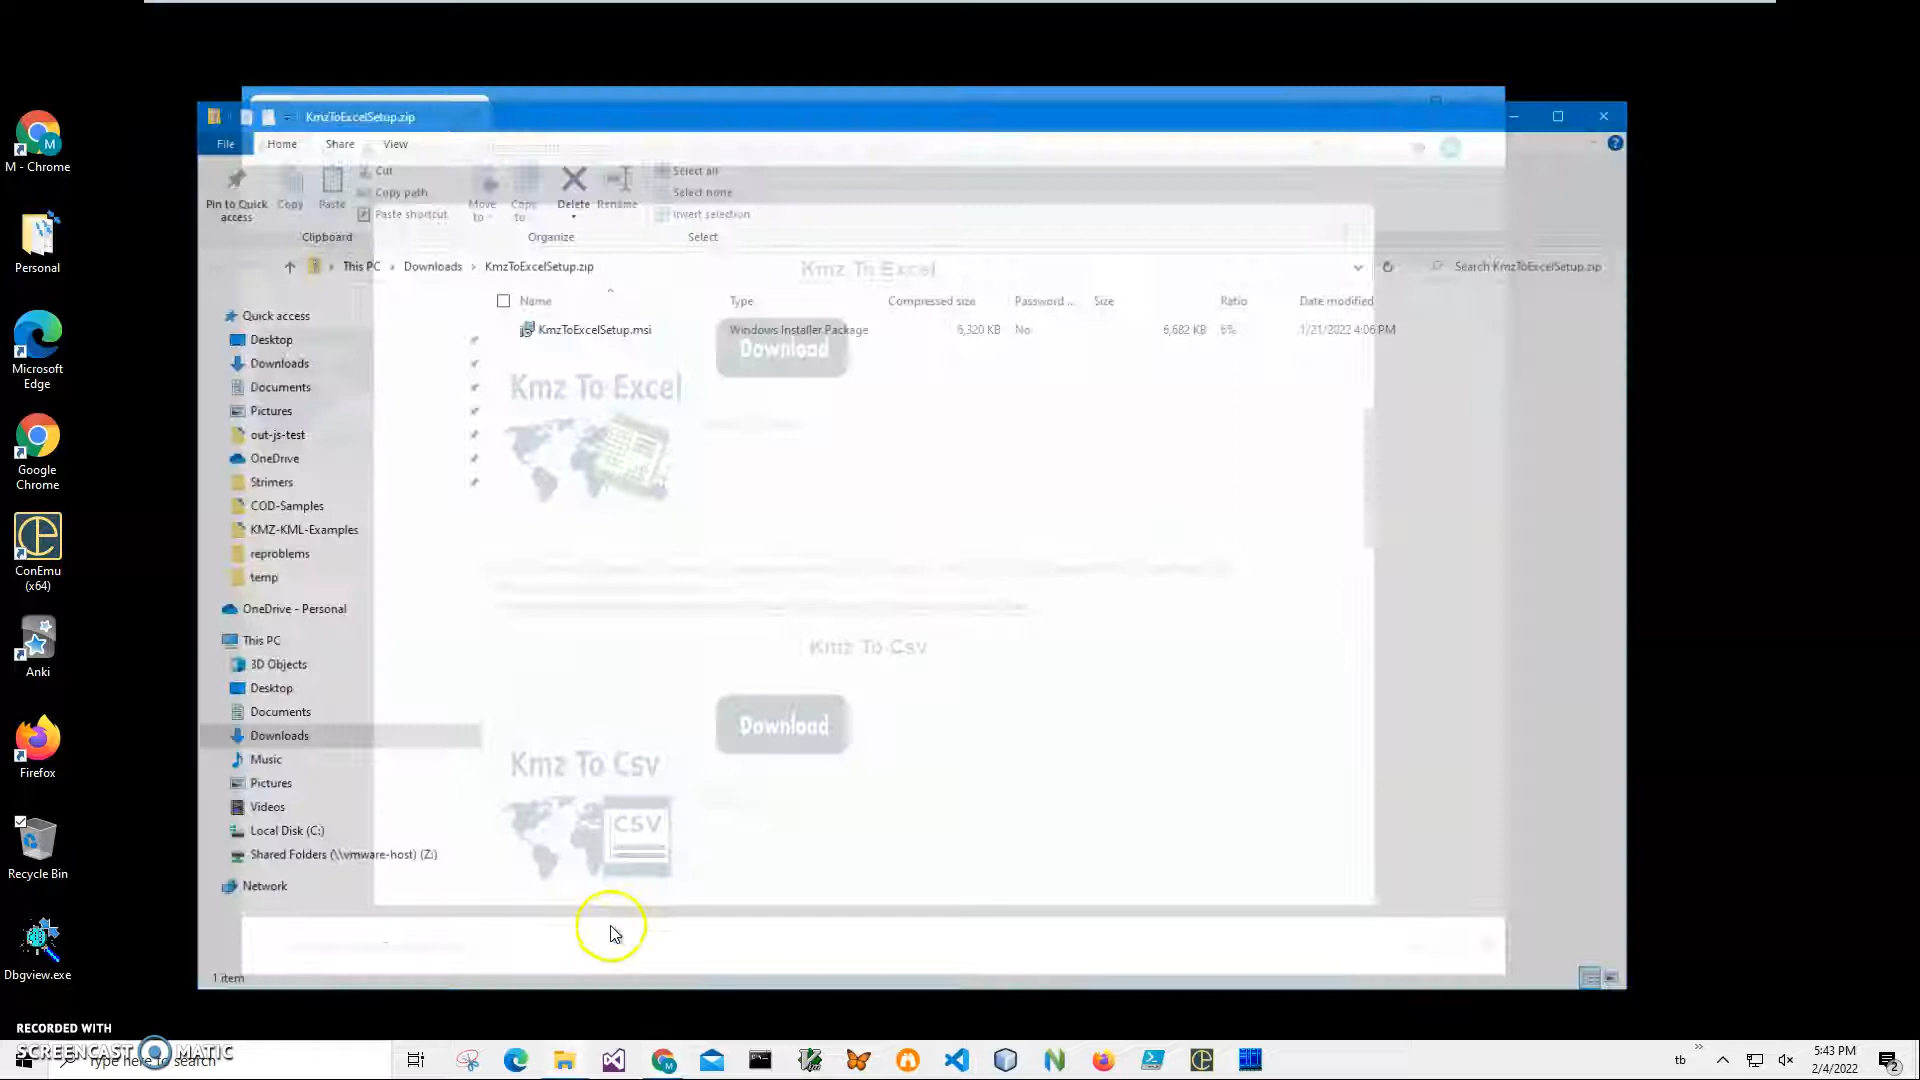 KmzToExcelSetup.zip
File Home Share View
Pin to Quick access
Copy
Paste
Cut
Copy path
Paste shortcut
Move to
Copy to
Delete
Rename
Select all
Select none
Invert selection
Clipboard
Organize
Select
This PC > Downloads > KmzToExcelSetup.zip
Search KmzToExcelSetup.zip
Kmz To Excel
Name Type Compressed size Password ... Size Ratio Date modified
KmzToExcelSetup.msi Windows Installer Package 6,320 KB No 6,682 KB 6% 1/21/2022 4:06 PM
Download
Kmz To Excel
Kmz To Csv
Download
Kmz To Csv
CSV
Quick access
Desktop
Downloads
Documents
Pictures
out-js-test
OneDrive
Strimers
COD-Samples
KMZ-KML-Examples
reproblems
temp
OneDrive - Personal
This PC
3D Objects
Desktop
Documents
Downloads
Music
Pictures
Videos
Local Disk (C:)
Shared Folders (\\vmware-host) (Z:)
Network
1 item
M - Chrome
Personal
Microsoft
Edge
Google
Chrome
ConEmu
(x64)
Anki
Firefox
Recycle Bin
Dbgview.exe
RECORDED WITH
SCREENCAST MATIC
Type here to search
tb
5:43 PM
2/4/2022
2